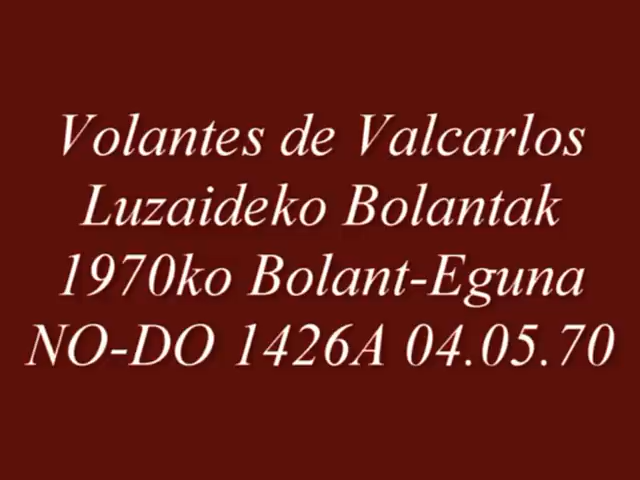 Volantes de Valcarlos
Luzaideko Bolantak
1970ko Bolant-Eguna
NO-DO 1426A 04.05.70